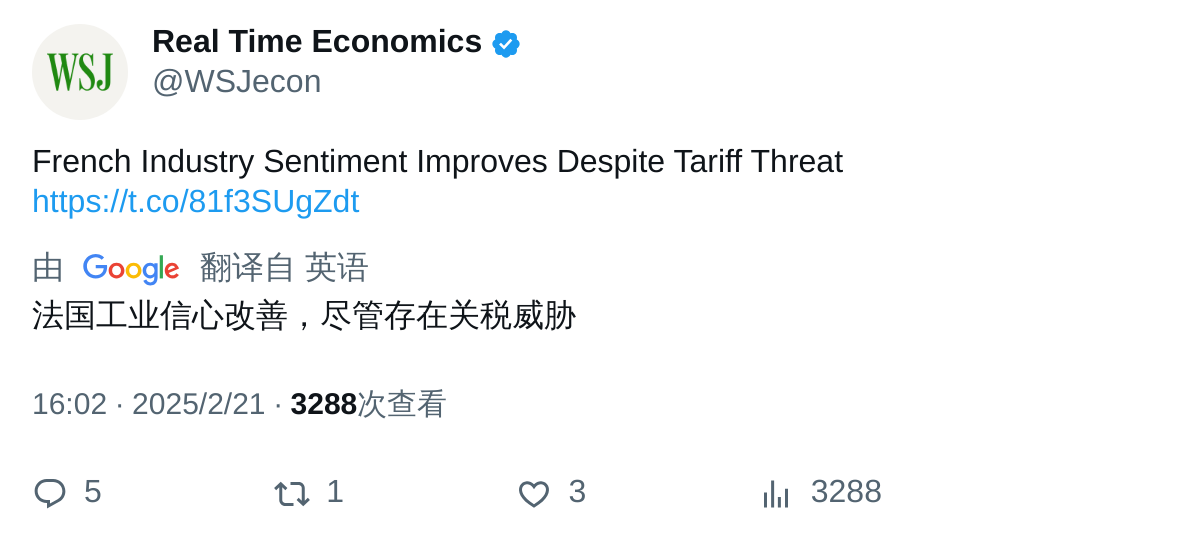 WSJ
Real Time Economics
@WSJecon
French Industry Sentiment Improves Despite Tariff Threat
https://t.co/81f3SUgZdt
由 Google 翻译自 英语
法国工业信心改善，尽管存在关税威胁
16:02 · 2025/2/21 · 3288次查看
5 1 3 3288